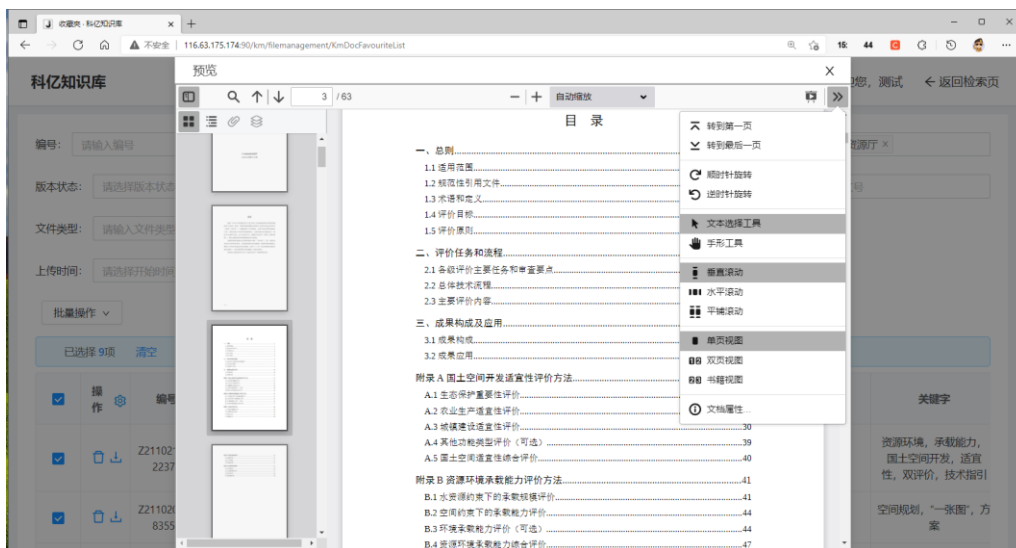 收藏夹 - 科亿知识库
不安全 116.63.175.174:90/km/filemanagement/KmDocFavouriteList
15: 44
科亿知识库
您，测试 返回检索页
预览
3 / 63
自动缩放
编号： 请输入编号
资源厅 ×
版本状态： 请选择版本状态
号
文件类型： 请输入文件类型
上传时间： 请选择开始时间
批量操作
已选择 9项 清空
操作 编号 关键字
Z21102
2237
资源环境，承载能力，
国土空间开发，适宜
性，双评价，技术指引
Z211020
8355
空间规划，“一张图”，方
案
目 录
一、总则
1.1 适用范围
1.2 规范性引用文件
1.3 术语和定义
1.4 评价目标
1.5 评价原则
二、评价任务和流程
2.1 各级评价主要任务和审查要点
2.2 总体技术流程
2.3 主要评价内容
三、成果构成及应用
3.1 成果构成
3.2 成果应用
附录 A 国土空间开发适宜性评价方法
A.1 生态保护重要性评价
A.2 农业生产适宜性评价
A.3 城镇建设适宜性评价 30
A.4 其他功能类型评价（可选） 39
A.5 国土空间适宜性综合评价 40
附录 B 资源环境承载能力评价方法 41
B.1 水资源约束下的承载规模评价 41
B.2 空间约束下的承载能力评价 44
B.3 环境承载能力评价（可选） 44
B.4 资源环境承载能力综合评价 47
转到第一页
转到最后一页
顺时针旋转
逆时针旋转
文本选择工具
手形工具
垂直滚动
水平滚动
平铺滚动
单页视图
双页视图
书籍视图
文档属性...